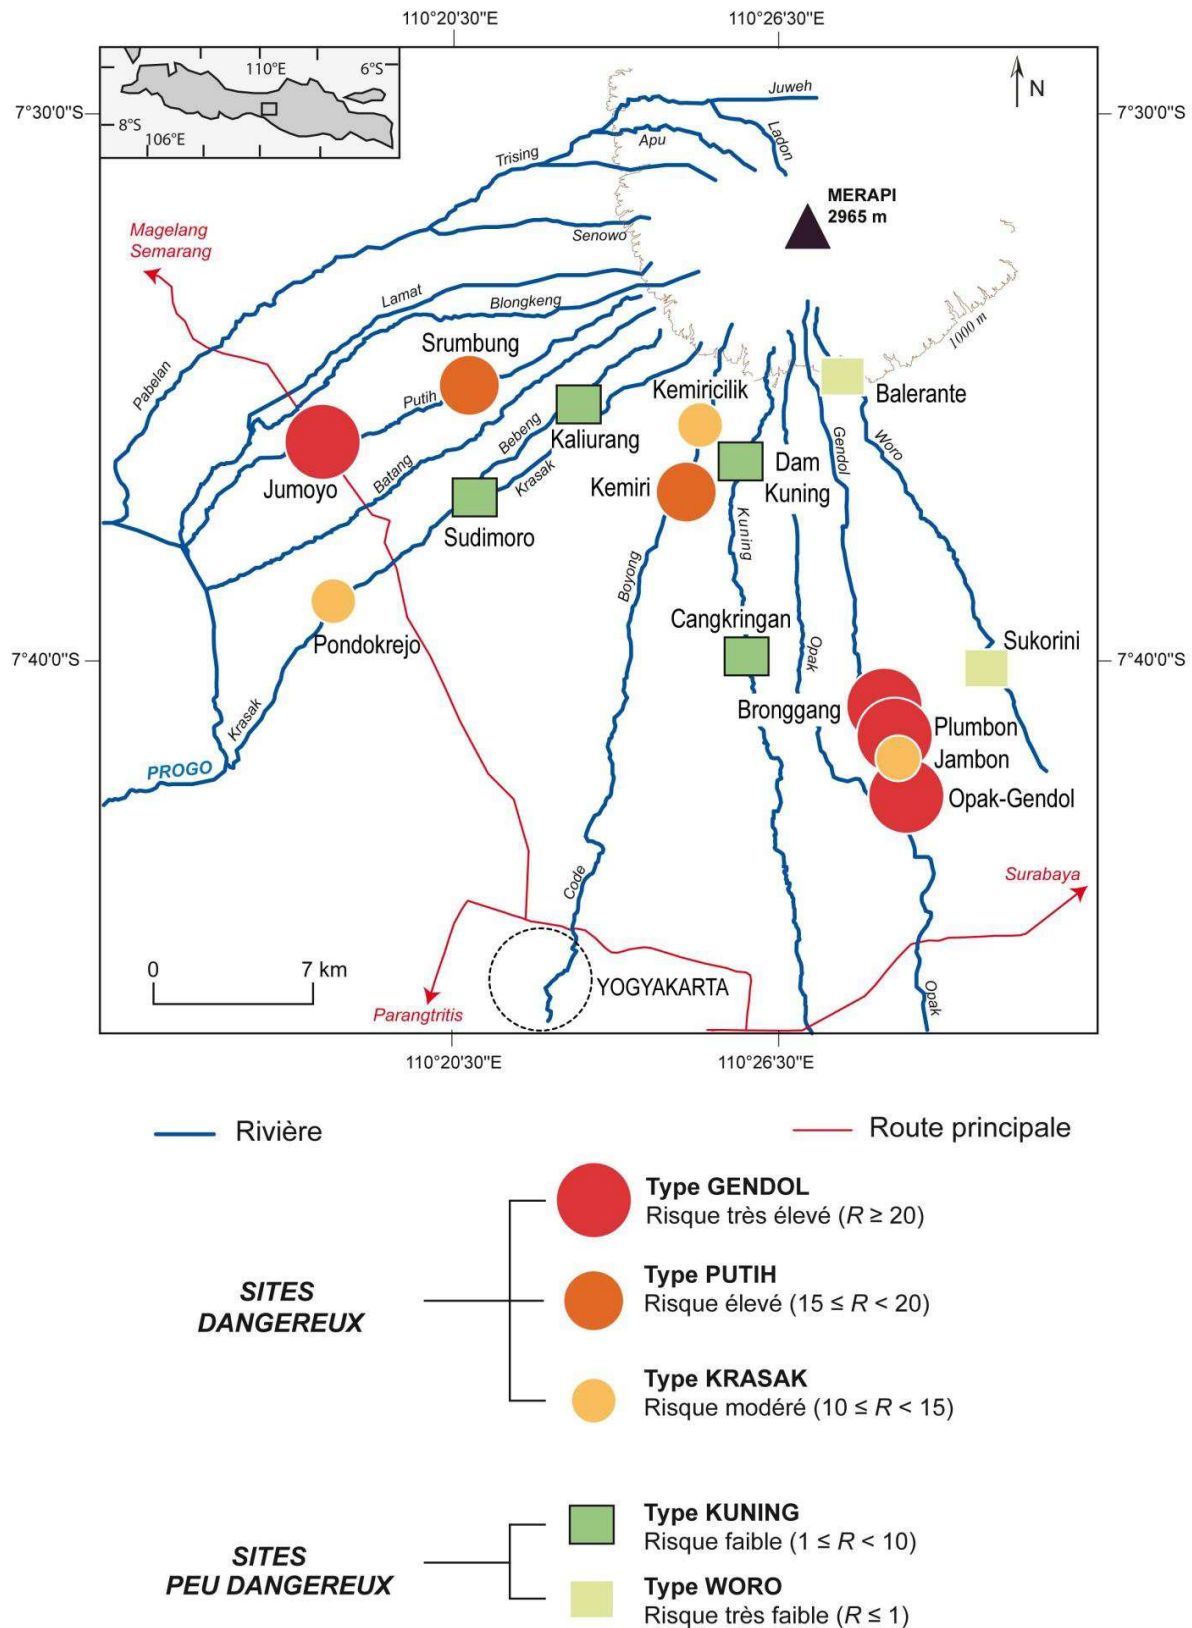 110°20'30"E
110°26'30"E
110°E
6°S
8°S
106°E
N
7°30'0"S
7°30'0"S
Juweh
Ladon
Apu
Trising
MERAPI
2965 m
Senowo
Magelang
Semarang
Lamat
Blongkeng
1000 m
Pabelan
Srumbung
Putih
Kemiricilik
Balerante
Kaliurang
Bebeng
Woro
Gendol
Jumoyo
Batang
Krasak
Kemiri
Dam
Kuning
Sudimoro
Kuning
Boyong
Cangkringan
Sukorini
Pondokrejo
Opak
7°40'0"S
7°40'0"S
Bronggang
Plumbon
Jambon
Opak-Gendol
Krasak
PROGO
Code
Surabaya
0
7 km
YOGYAKARTA
Opak
Parangtritis
110°20'30"E
110°26'30"E
Rivière
Route principale
SITES
DANGEREUX
Type GENDOL
Risque très élevé (R ≥ 20)
Type PUTIH
Risque élevé (15 ≤ R < 20)
Type KRASAK
Risque modéré (10 ≤ R < 15)
SITES
PEU DANGEREUX
Type KUNING
Risque faible (1 ≤ R < 10)
Type WORO
Risque très faible (R ≤ 1)